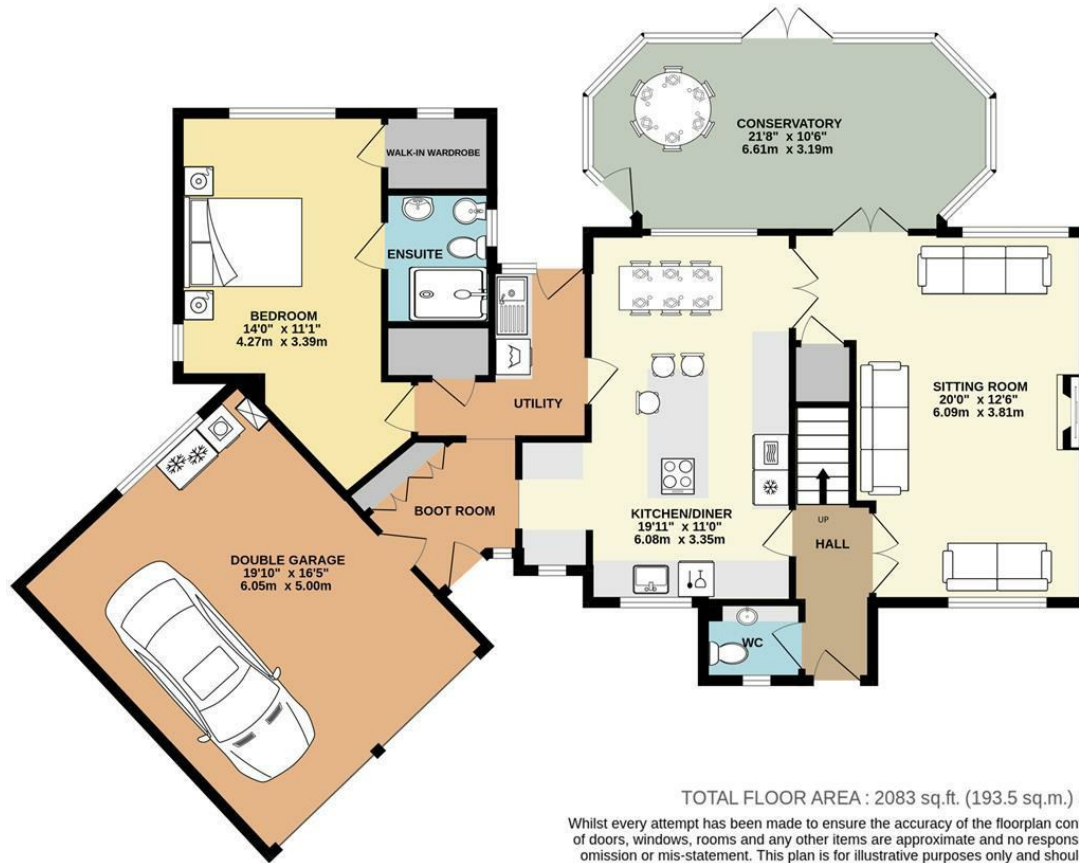 CONSERVATORY
21'8" x 10'6"
6.61m x 3.19m
WALK-IN WARDROBE
ENSUITE
BEDROOM
14'0" x 11'1"
4.27m x 3.39m
UTILITY
SITTING ROOM
20'0" x 12'6"
6.09m x 3.81m
BOOT ROOM
KITCHEN/DINER
19'11" x 11'0"
6.08m x 3.35m
UP
HALL
DOUBLE GARAGE
19'10" x 16'5"
6.05m x 5.00m
WC
TOTAL FLOOR AREA : 2083 sq.ft. (193.5 sq.m.)
Whilst every attempt has been made to ensure the accuracy of the floorplan con
of doors, windows, rooms and any other items are approximate and no respons
omission or mis-statement. This plan is for illustrative purposes only and shoul